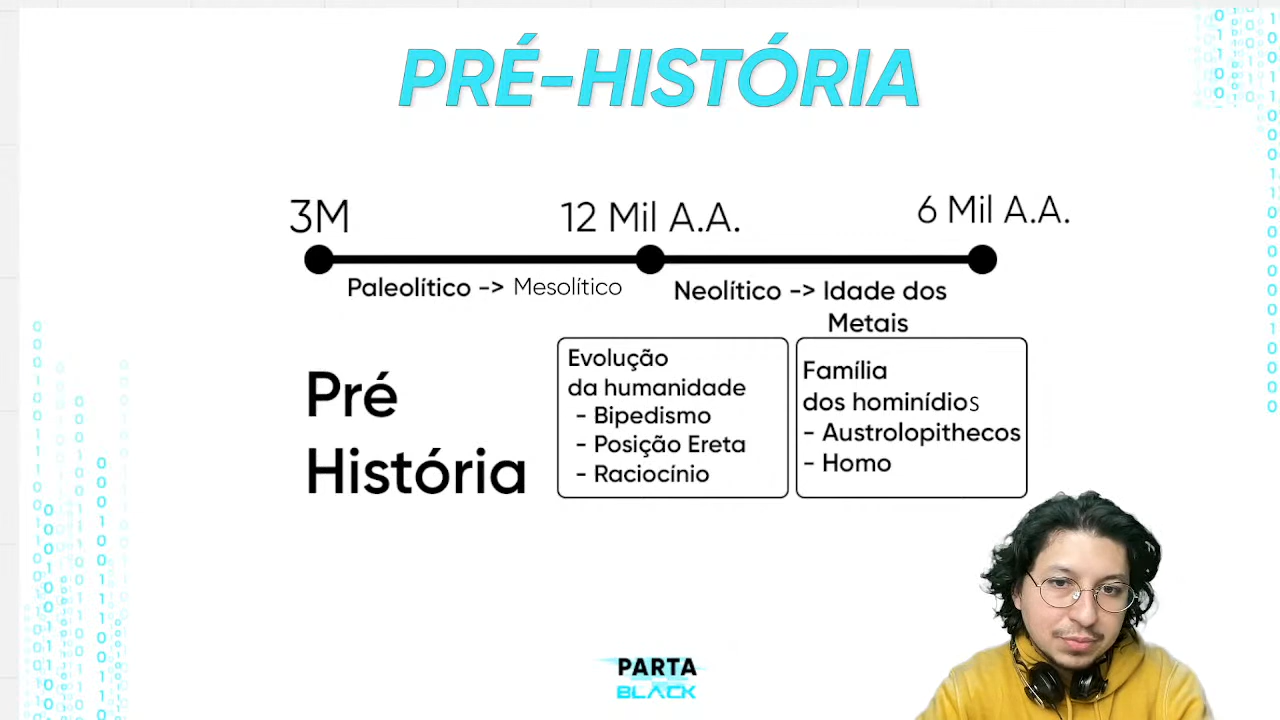 PRÉ-HISTÓRIA
3M
12 Mil A.A.
6 Mil A.A.
Paleolítico -> Mesolítico
Neolítico -> Idade dos
Metais
Pré
História
Evolução
da humanidade
- Bipedismo
- Posição Ereta
- Raciocínio
Família
dos hominídios
- Austrolopithecos
- Homo
PARTA
BLACK